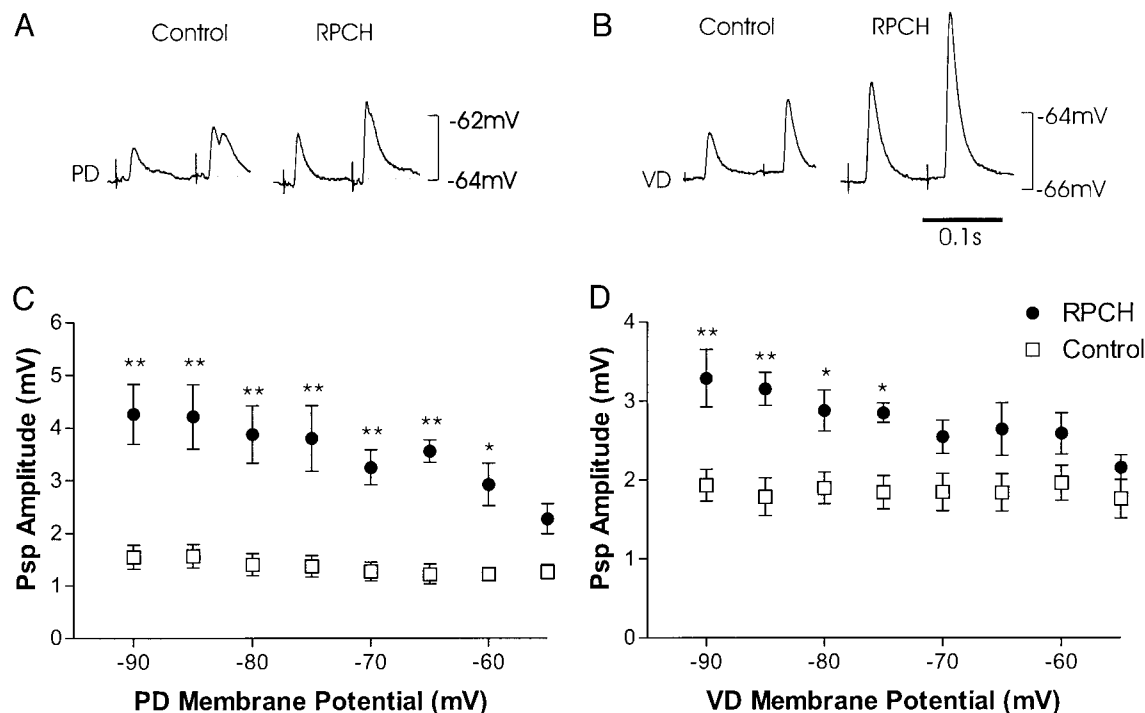 A
Control RPCH
PD
-62mV
-64mV
B
Control RPCH
VD
-64mV
-66mV
0.1s
C
Psp Amplitude (mV)
6
5
4
3
2
1
0
** ** ** ** ** ** *
-90 -80 -70 -60
PD Membrane Potential (mV)
D
Psp Amplitude (mV)
4
3
2
1
0
** ** * *
RPCH
Control
-90 -80 -70 -60
VD Membrane Potential (mV)